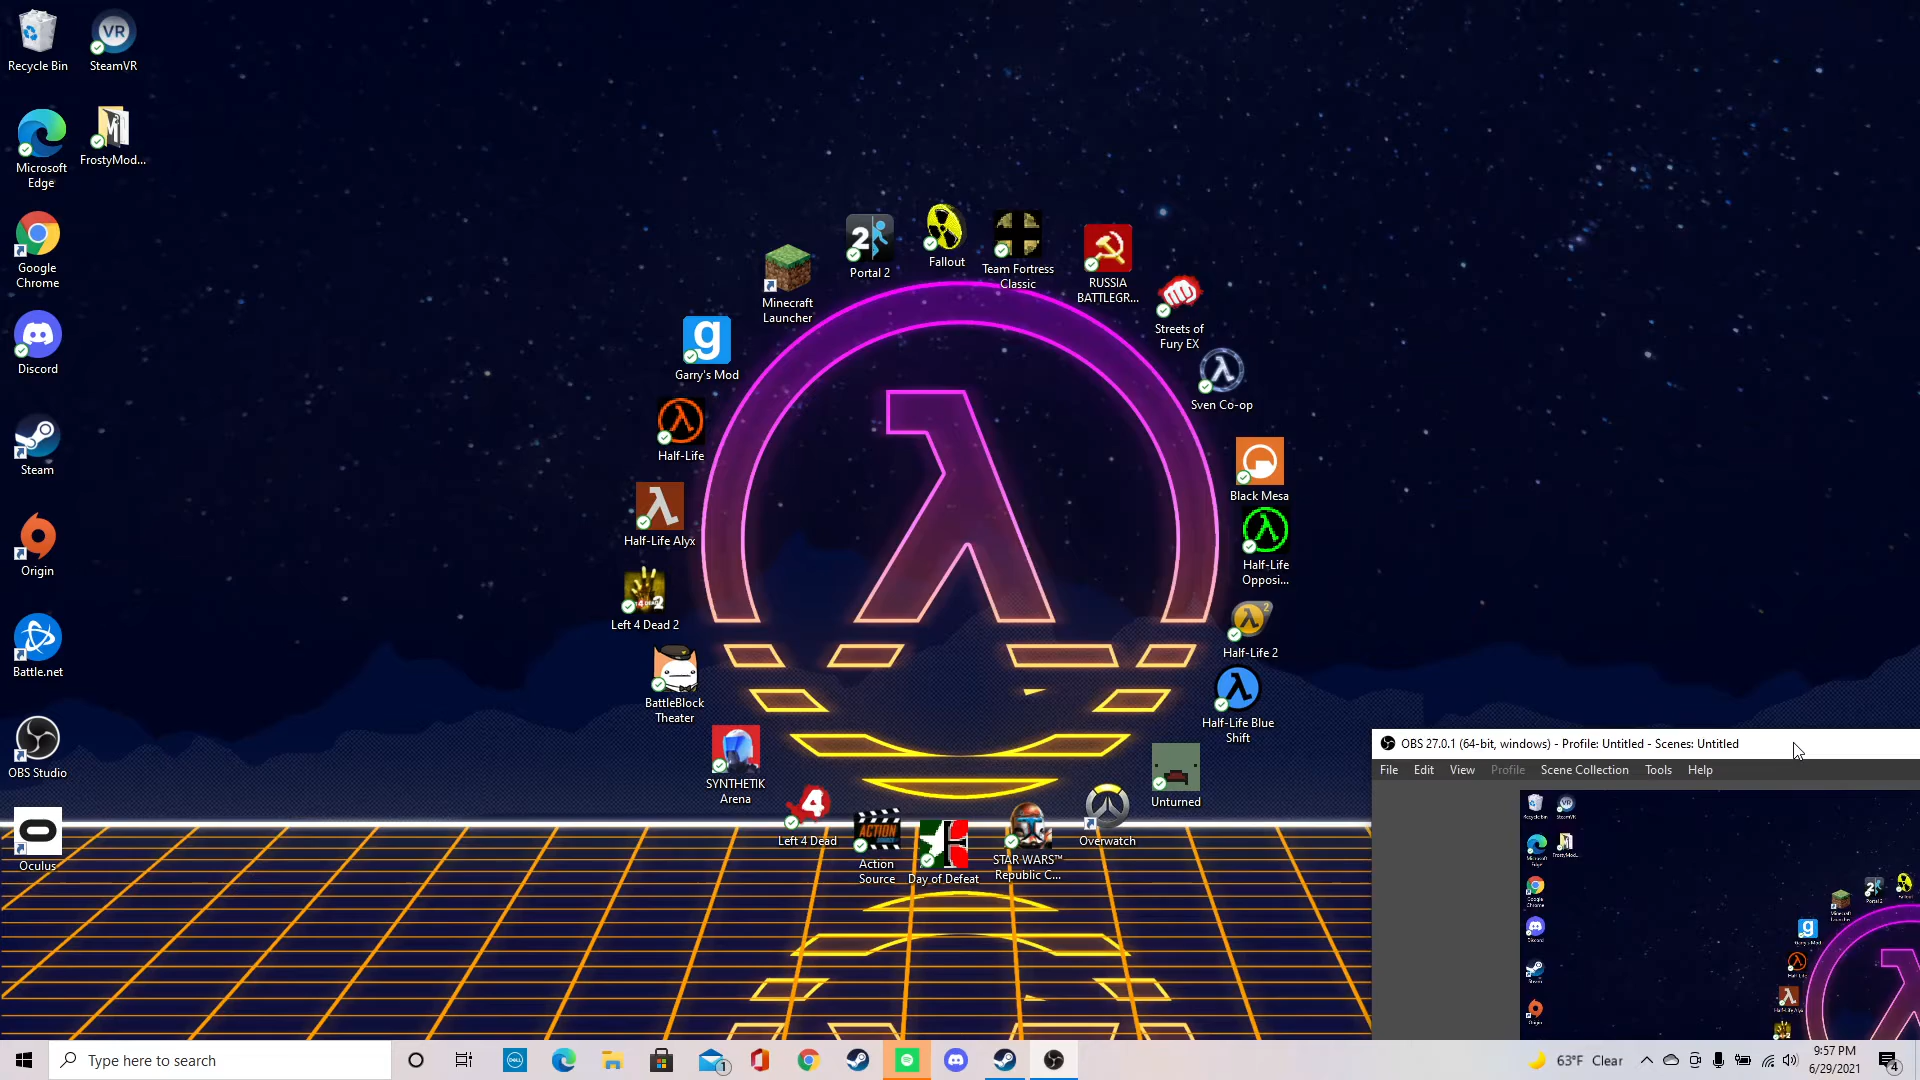 Recycle Bin
SteamVR
Microsoft
Edge
FrostyMod...
Google
Chrome
Discord
Steam
Origin
Battle.net
OBS Studio
Oculus
Portal 2
Fallout
Team Fortress
Classic
RUSSIA
BATTLEGR...
Minecraft
Launcher
Streets of
Fury EX
Garry's Mod
Sven Co-op
Half-Life
Black Mesa
Half-Life Alyx
Half-Life
Opposi...
Left 4 Dead 2
Half-Life 2
BattleBlock
Theater
Half-Life Blue
Shift
SYNTHETIK
Arena
Unturned
Left 4 Dead
Action
Source
Day of Defeat
STAR WARS™
Republic C...
Overwatch
OBS 27.0.1 (64-bit, windows) - Profile: Untitled - Scenes: Untitled
File Edit View Profile Scene Collection Tools Help
Type here to search
63°F Clear
9:57 PM
6/29/2021